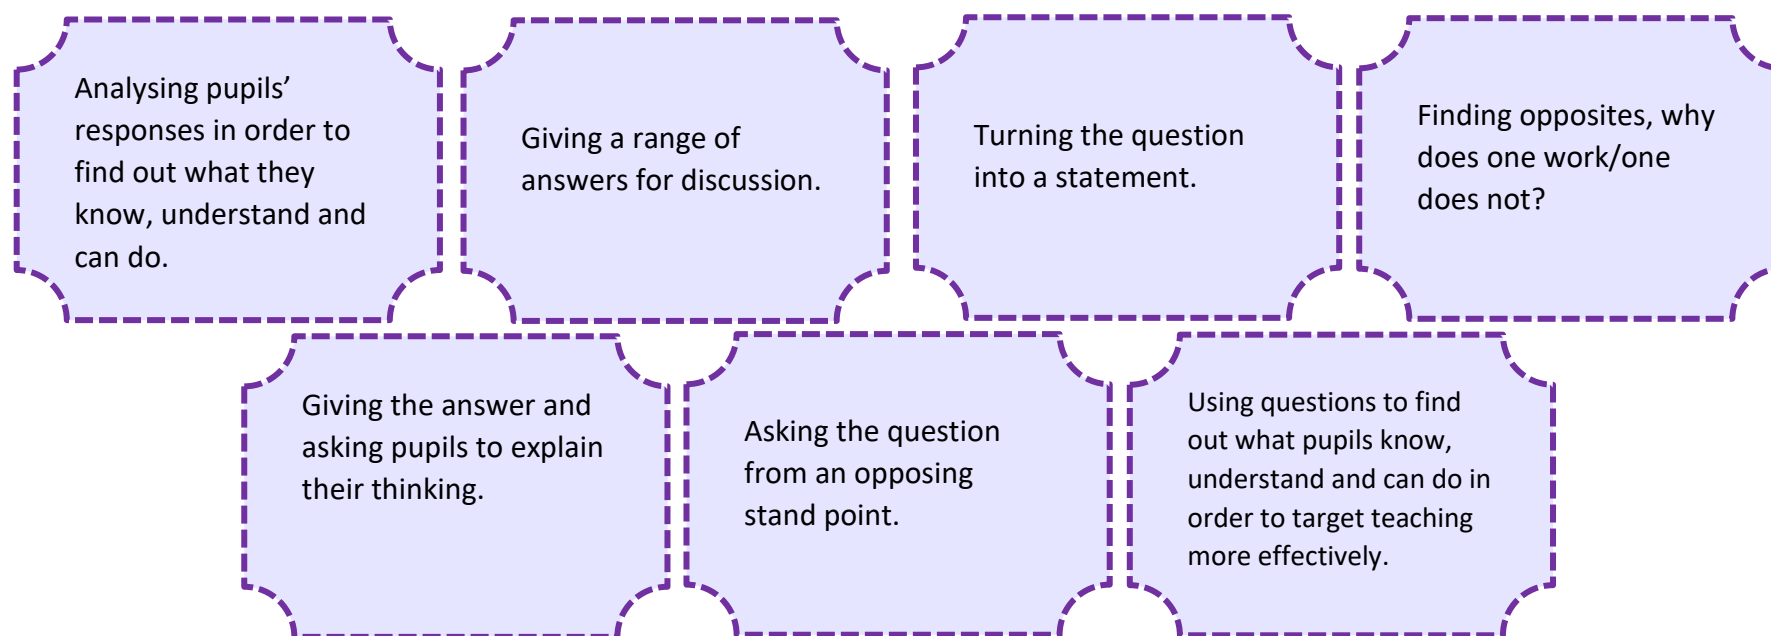 Analysing pupils’
responses in order to
find out what they
know, understand and
can do.
Giving a range of
answers for discussion.
Turning the question
into a statement.
Finding opposites, why
does one work/one
does not?
Giving the answer and
asking pupils to explain
their thinking.
Asking the question
from an opposing
stand point.
Using questions to find
out what pupils know,
understand and can do in
order to target teaching
more effectively.